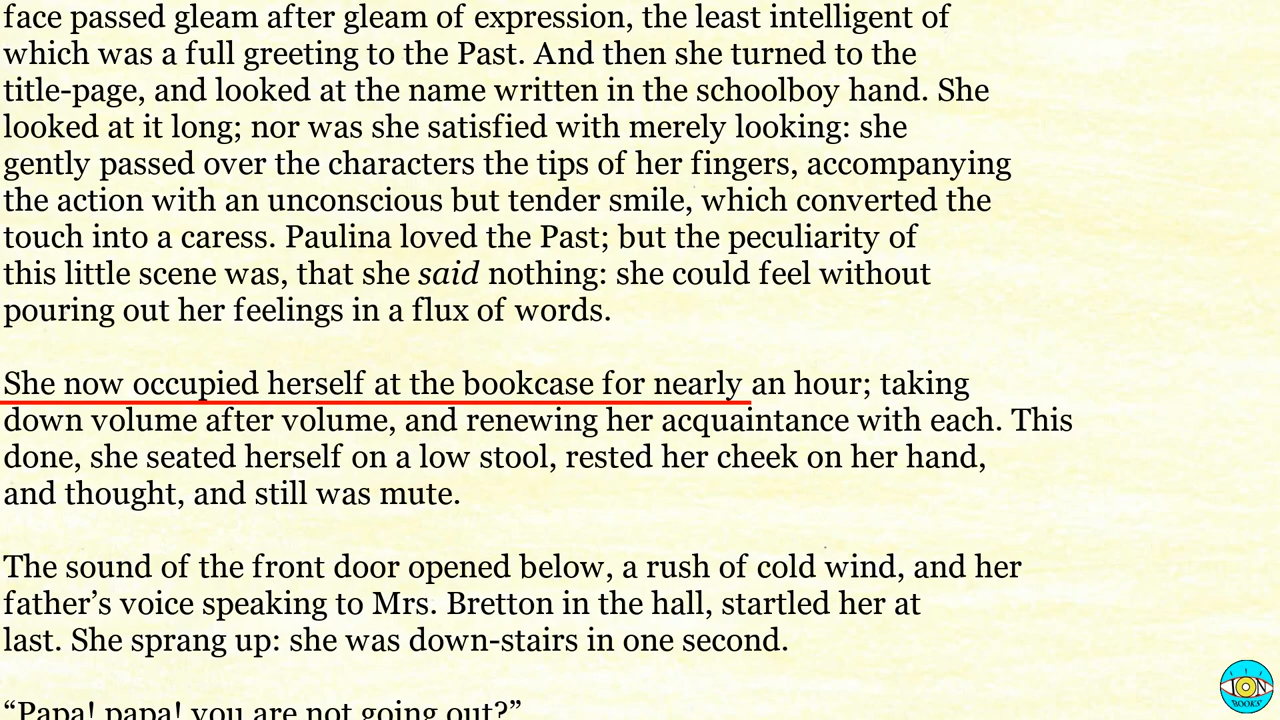 face passed gleam after gleam of expression, the least intelligent of
which was a full greeting to the Past. And then she turned to the
title-page, and looked at the name written in the schoolboy hand. She
looked at it long; nor was she satisfied with merely looking: she
gently passed over the characters the tips of her fingers, accompanying
the action with an unconscious but tender smile, which converted the
touch into a caress. Paulina loved the Past; but the peculiarity of
this little scene was, that she said nothing: she could feel without
pouring out her feelings in a flux of words.
She now occupied herself at the bookcase for nearly an hour; taking
down volume after volume, and renewing her acquaintance with each. This
done, she seated herself on a low stool, rested her cheek on her hand,
and thought, and still was mute.
The sound of the front door opened below, a rush of cold wind, and her
father’s voice speaking to Mrs. Bretton in the hall, startled her at
last. She sprang up: she was down-stairs in one second.
“Papa! papa! you are not going out?”
ION
BOOKS